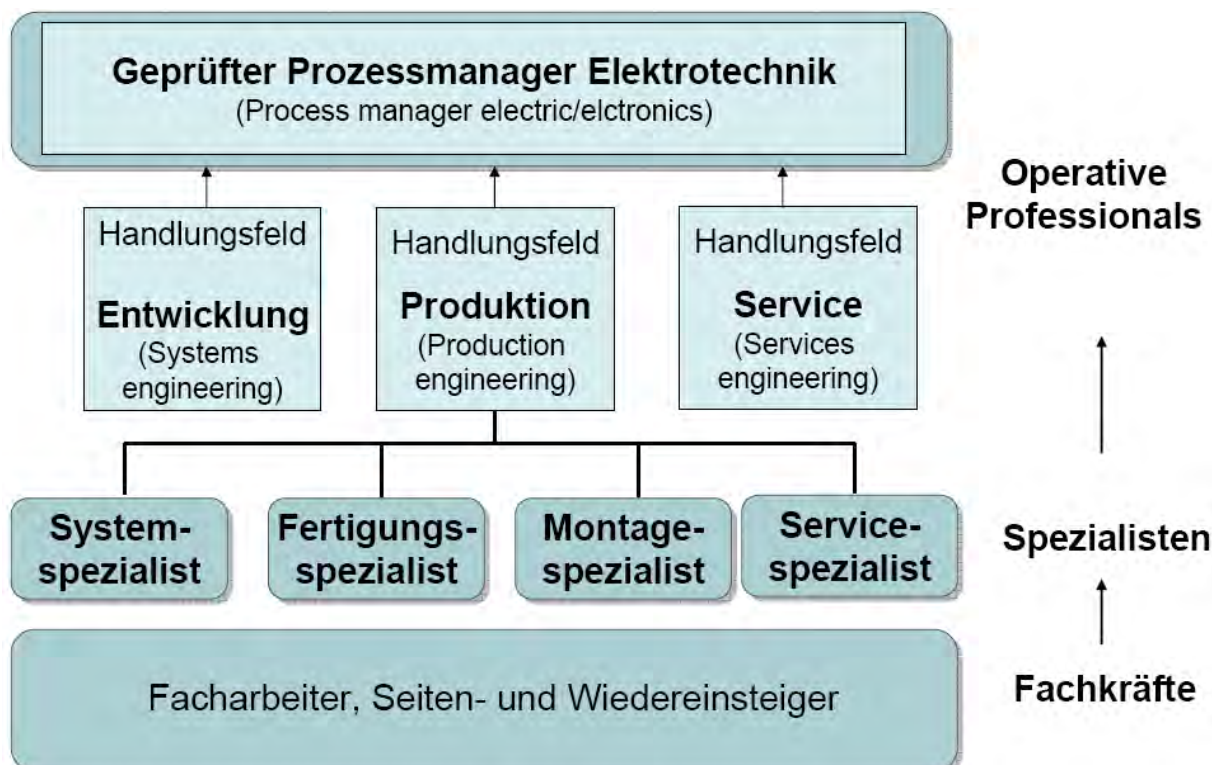 Geprüfter Prozessmanager Elektrotechnik
(Process manager electric/elctronics)
Operative
Professionals
Handlungsfeld
Entwicklung
(Systems
engineering)
Handlungsfeld
Produktion
(Production
engineering)
Handlungsfeld
Service
(Services
engineering)
System-
spezialist
Fertigungs-
spezialist
Montage-
spezialist
Service-
spezialist
Spezialisten
Facharbeiter, Seiten- und Wiedereinsteiger
Fachkräfte